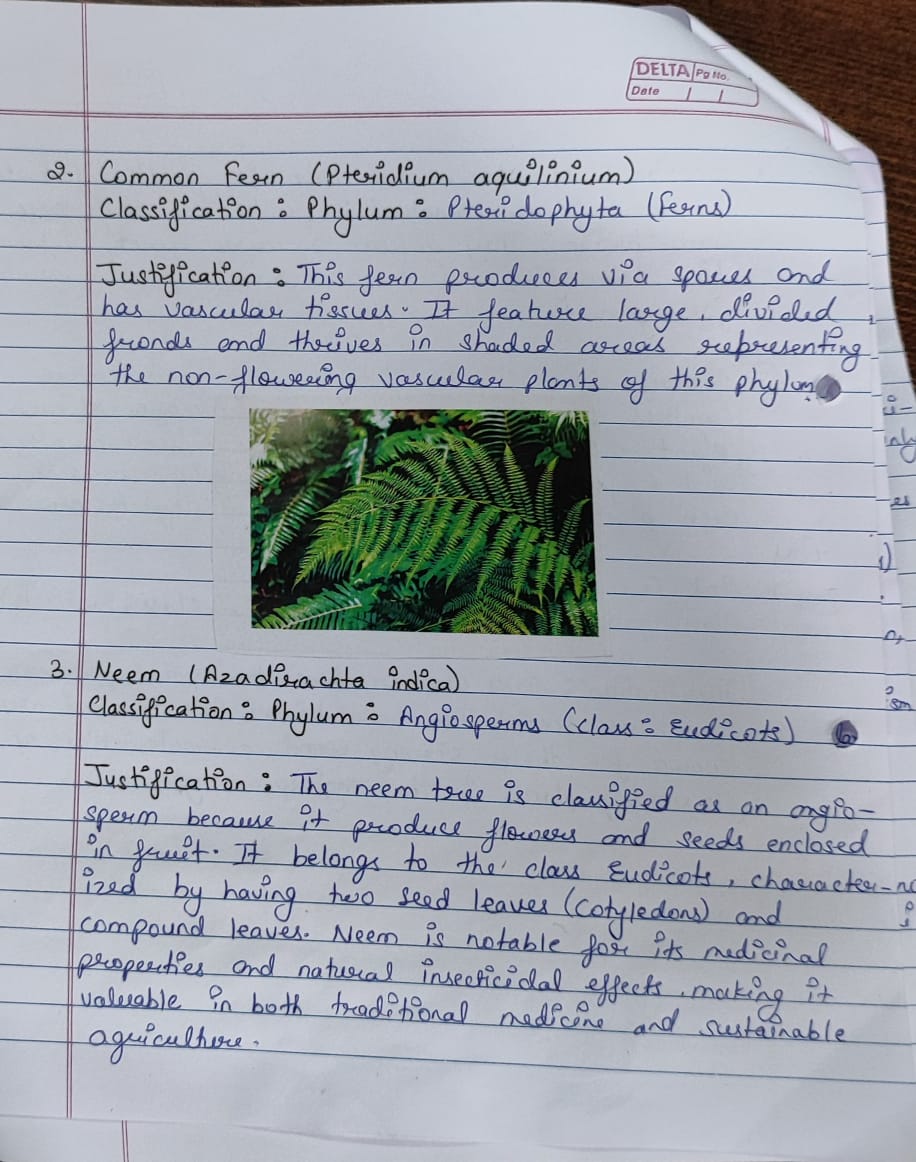 DELTA Pg No.
Date / /
2. Common Fern (Pteridium aquilinium)
Classification : Phylum : Pteridophyta (ferns)
Justification : This fern produces via spores and
has vascular tissues. It feature large, divided
fronds and thrives in shaded areas representing
the non-flowering vascular plants of this phylum.
3. Neem (Azadirachta indica)
Classification : Phylum : Angiosperms (class : Eudicots)
Justification : The neem tree is classified as an angio-
sperm because it produce flowers and seeds enclosed
in fruit. It belongs to the class Eudicots, character-
ized by having two seed leaves (cotyledons) and
compound leaves. Neem is notable for its medicinal
properties and natural insecticidal effects, making it
valuable in both traditional medicine and sustainable
agriculture.